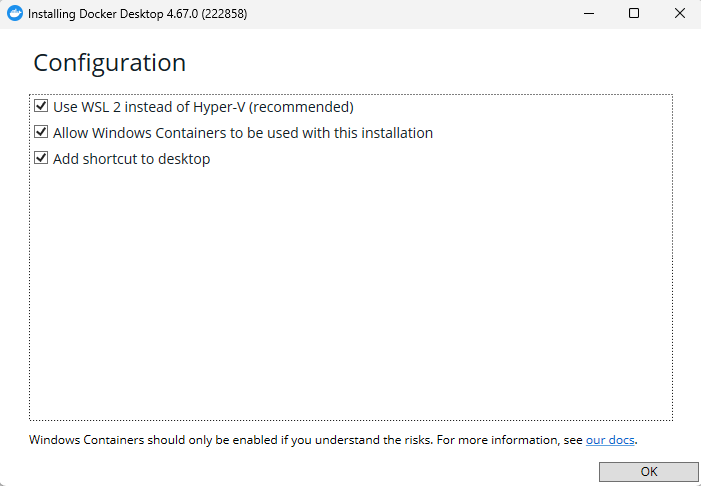 Installing Docker Desktop 4.67.0 (222858)
Configuration
Use WSL 2 instead of Hyper-V (recommended)
Allow Windows Containers to be used with this installation
Add shortcut to desktop
Windows Containers should only be enabled if you understand the risks. For more information, see our docs.
OK